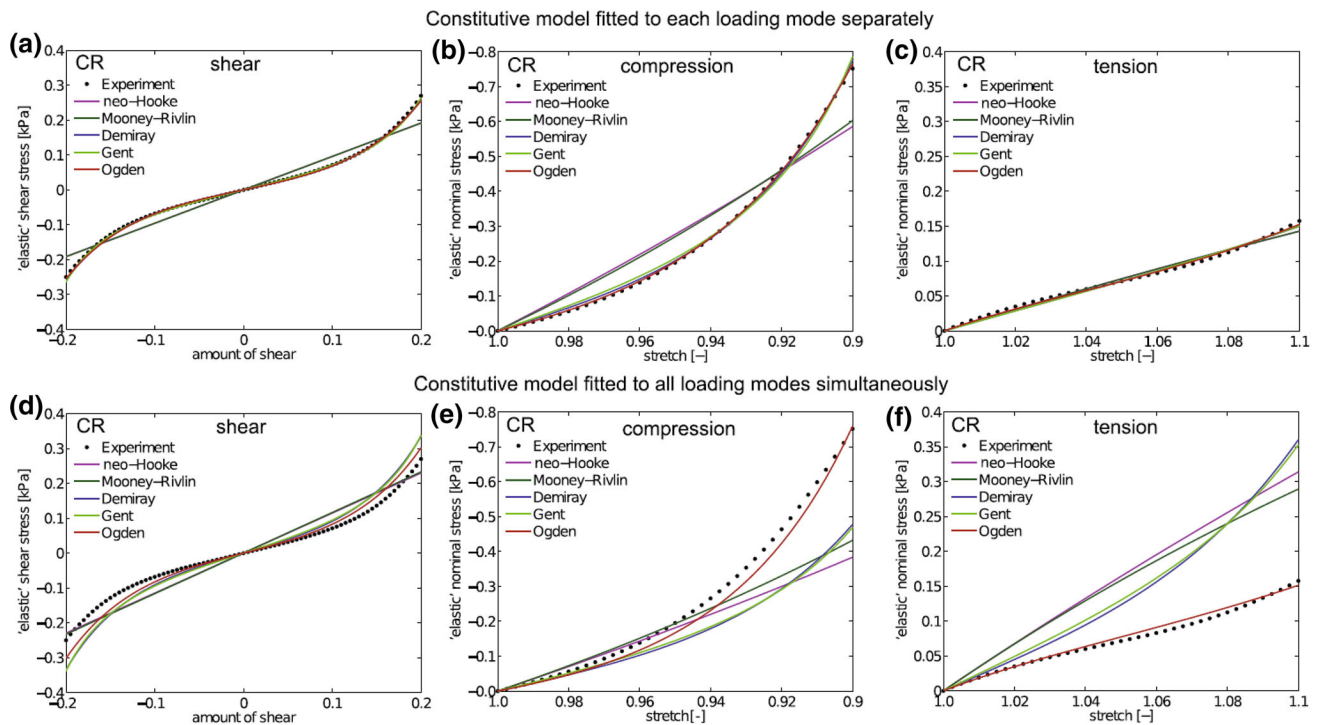 Constitutive model fitted to each loading mode separately
(a)
CR
shear
Experiment
neo-Hooke
Mooney-Rivlin
Demiray
Gent
Ogden
'elastic' shear stress [kPa]
0.4
0.3
0.2
0.1
0
−0.1
−0.2
−0.3
−0.4
−0.2
−0.1
0
0.1
0.2
amount of shear
(b)
CR
compression
Experiment
neo-Hooke
Mooney-Rivlin
Demiray
Gent
Ogden
'elastic' nominal stress [kPa]
−0.8
−0.7
−0.6
−0.5
−0.4
−0.3
−0.2
−0.1
−0.0
1.0
0.98
0.96
0.94
0.92
0.9
stretch [−]
(c)
CR
tension
Experiment
neo-Hooke
Mooney-Rivlin
Demiray
Gent
Ogden
'elastic' nominal stress [kPa]
0.4
0.35
0.3
0.25
0.2
0.15
0.1
0.05
0
1.0
1.02
1.04
1.06
1.08
1.1
stretch [−]
Constitutive model fitted to all loading modes simultaneously
(d)
CR
shear
Experiment
neo-Hooke
Mooney-Rivlin
Demiray
Gent
Ogden
'elastic' shear stress [kPa]
0.4
0.3
0.2
0.1
0
−0.1
−0.2
−0.3
−0.4
−0.2
−0.1
0
0.1
0.2
amount of shear
(e)
CR
compression
Experiment
neo-Hooke
Mooney-Rivlin
Demiray
Gent
Ogden
'elastic' nominal stress [kPa]
−0.8
−0.7
−0.6
−0.5
−0.4
−0.3
−0.2
−0.1
−0.0
1.0
0.98
0.96
0.94
0.92
0.9
stretch[-]
(f)
CR
tension
Experiment
neo-Hooke
Mooney-Rivlin
Demiray
Gent
Ogden
'elastic' nominal stress [kPa]
0.4
0.35
0.3
0.25
0.2
0.15
0.1
0.05
0
1.0
1.02
1.04
1.06
1.08
1.1
stretch [−]